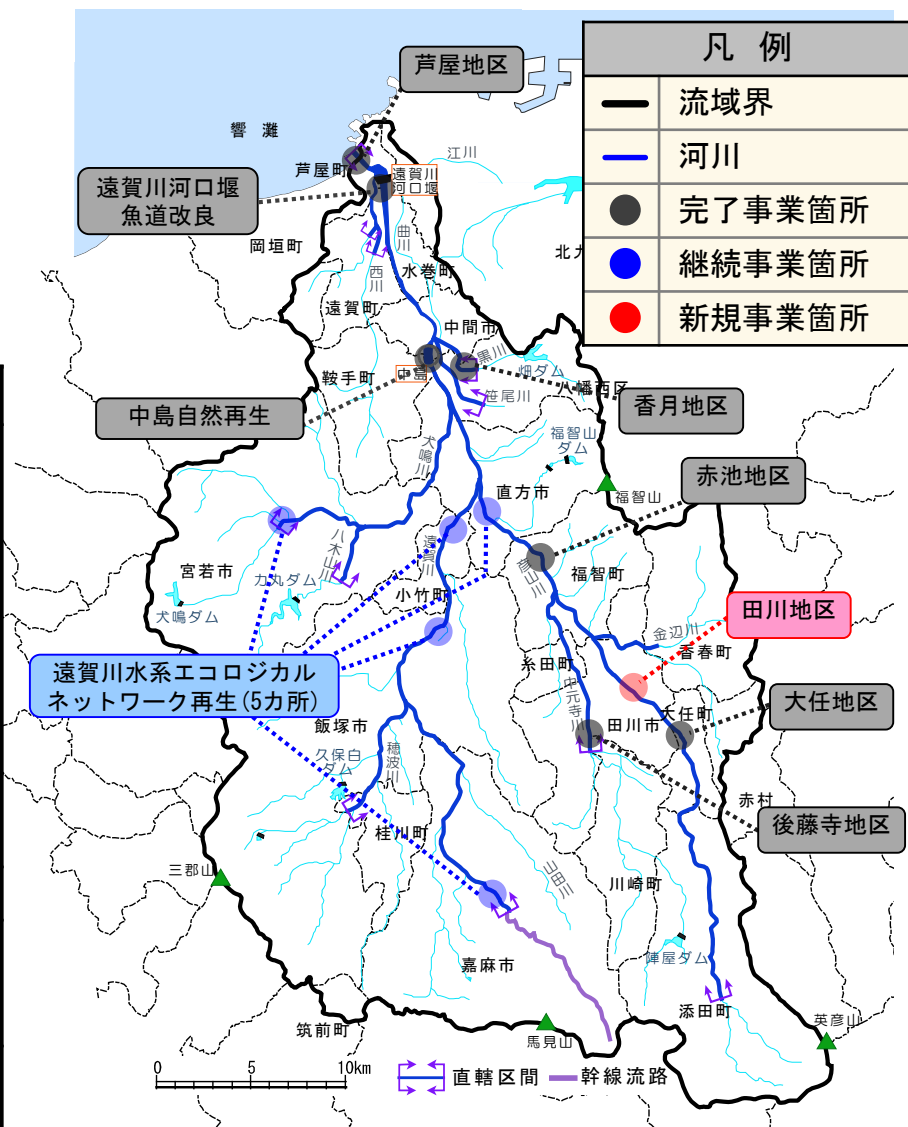 凡例
流域界
河川
完了事業箇所
継続事業箇所
新規事業箇所
芦屋地区
響灘
芦屋町
江川
遠賀川
河口堰
遠賀川河口堰
魚道改良
岡垣町
曲川
西川
水巻町
北九
遠賀町
中間市
黒川
畑ダム
鞍手町
中島
笹尾川
八幡西区
香月地区
中島自然再生
犬鳴川
福智山
ダム
赤池地区
直方市
福智山
宮若市
八木山川
遠賀川
彦山川
福智町
力丸ダム
犬鳴ダム
小竹町
田川地区
金辺川
香春町
糸田町
遠賀川水系エコロジカル
ネットワーク再生(5カ所)
中元寺川
田川市
大任町
大任地区
飯塚市
久保白
ダム
穂波川
赤村
後藤寺地区
桂川町
三郡山
山田川
川崎町
陣屋ダム
嘉麻市
添田町
英彦山
筑前町
馬見山
0
5
10km
直轄区間
幹線流路